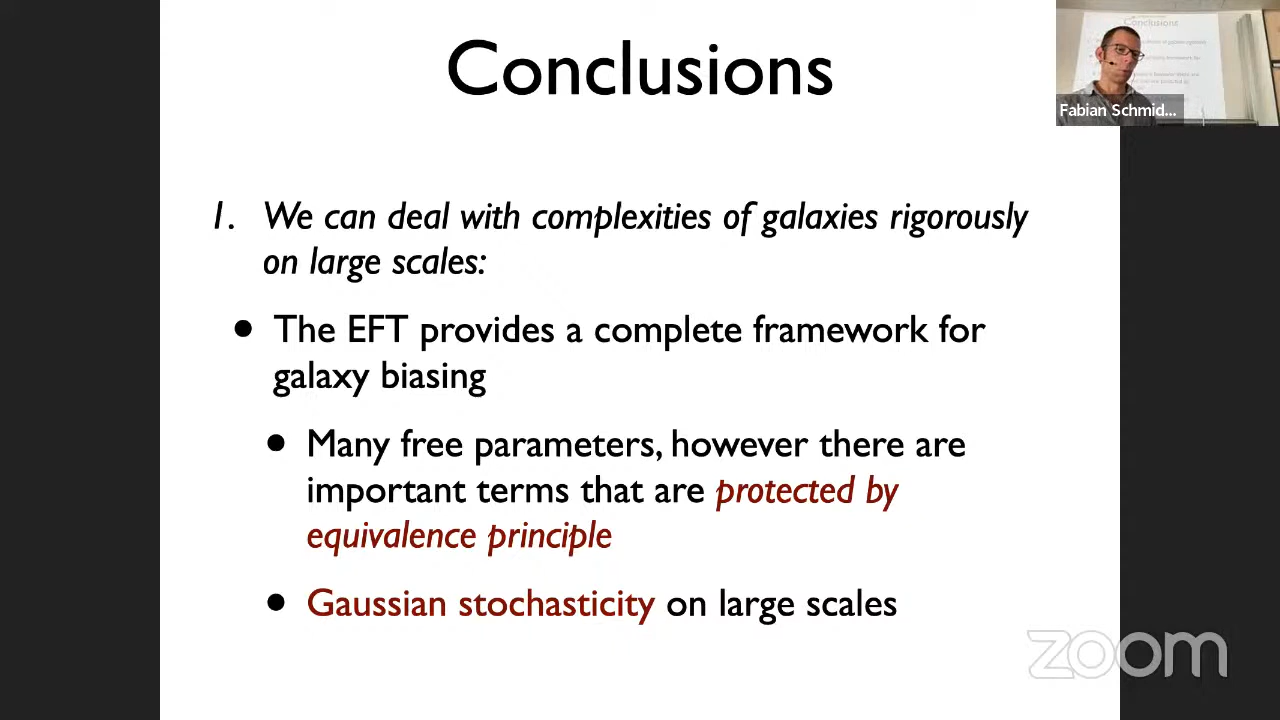 Conclusions
1. We can deal with complexities of galaxies rigorously
on large scales:
• The EFT provides a complete framework for
galaxy biasing
• Many free parameters, however there are
important terms that are protected by
equivalence principle
• Gaussian stochasticity on large scales
Conclusions
Fabian Schmid...
zoom